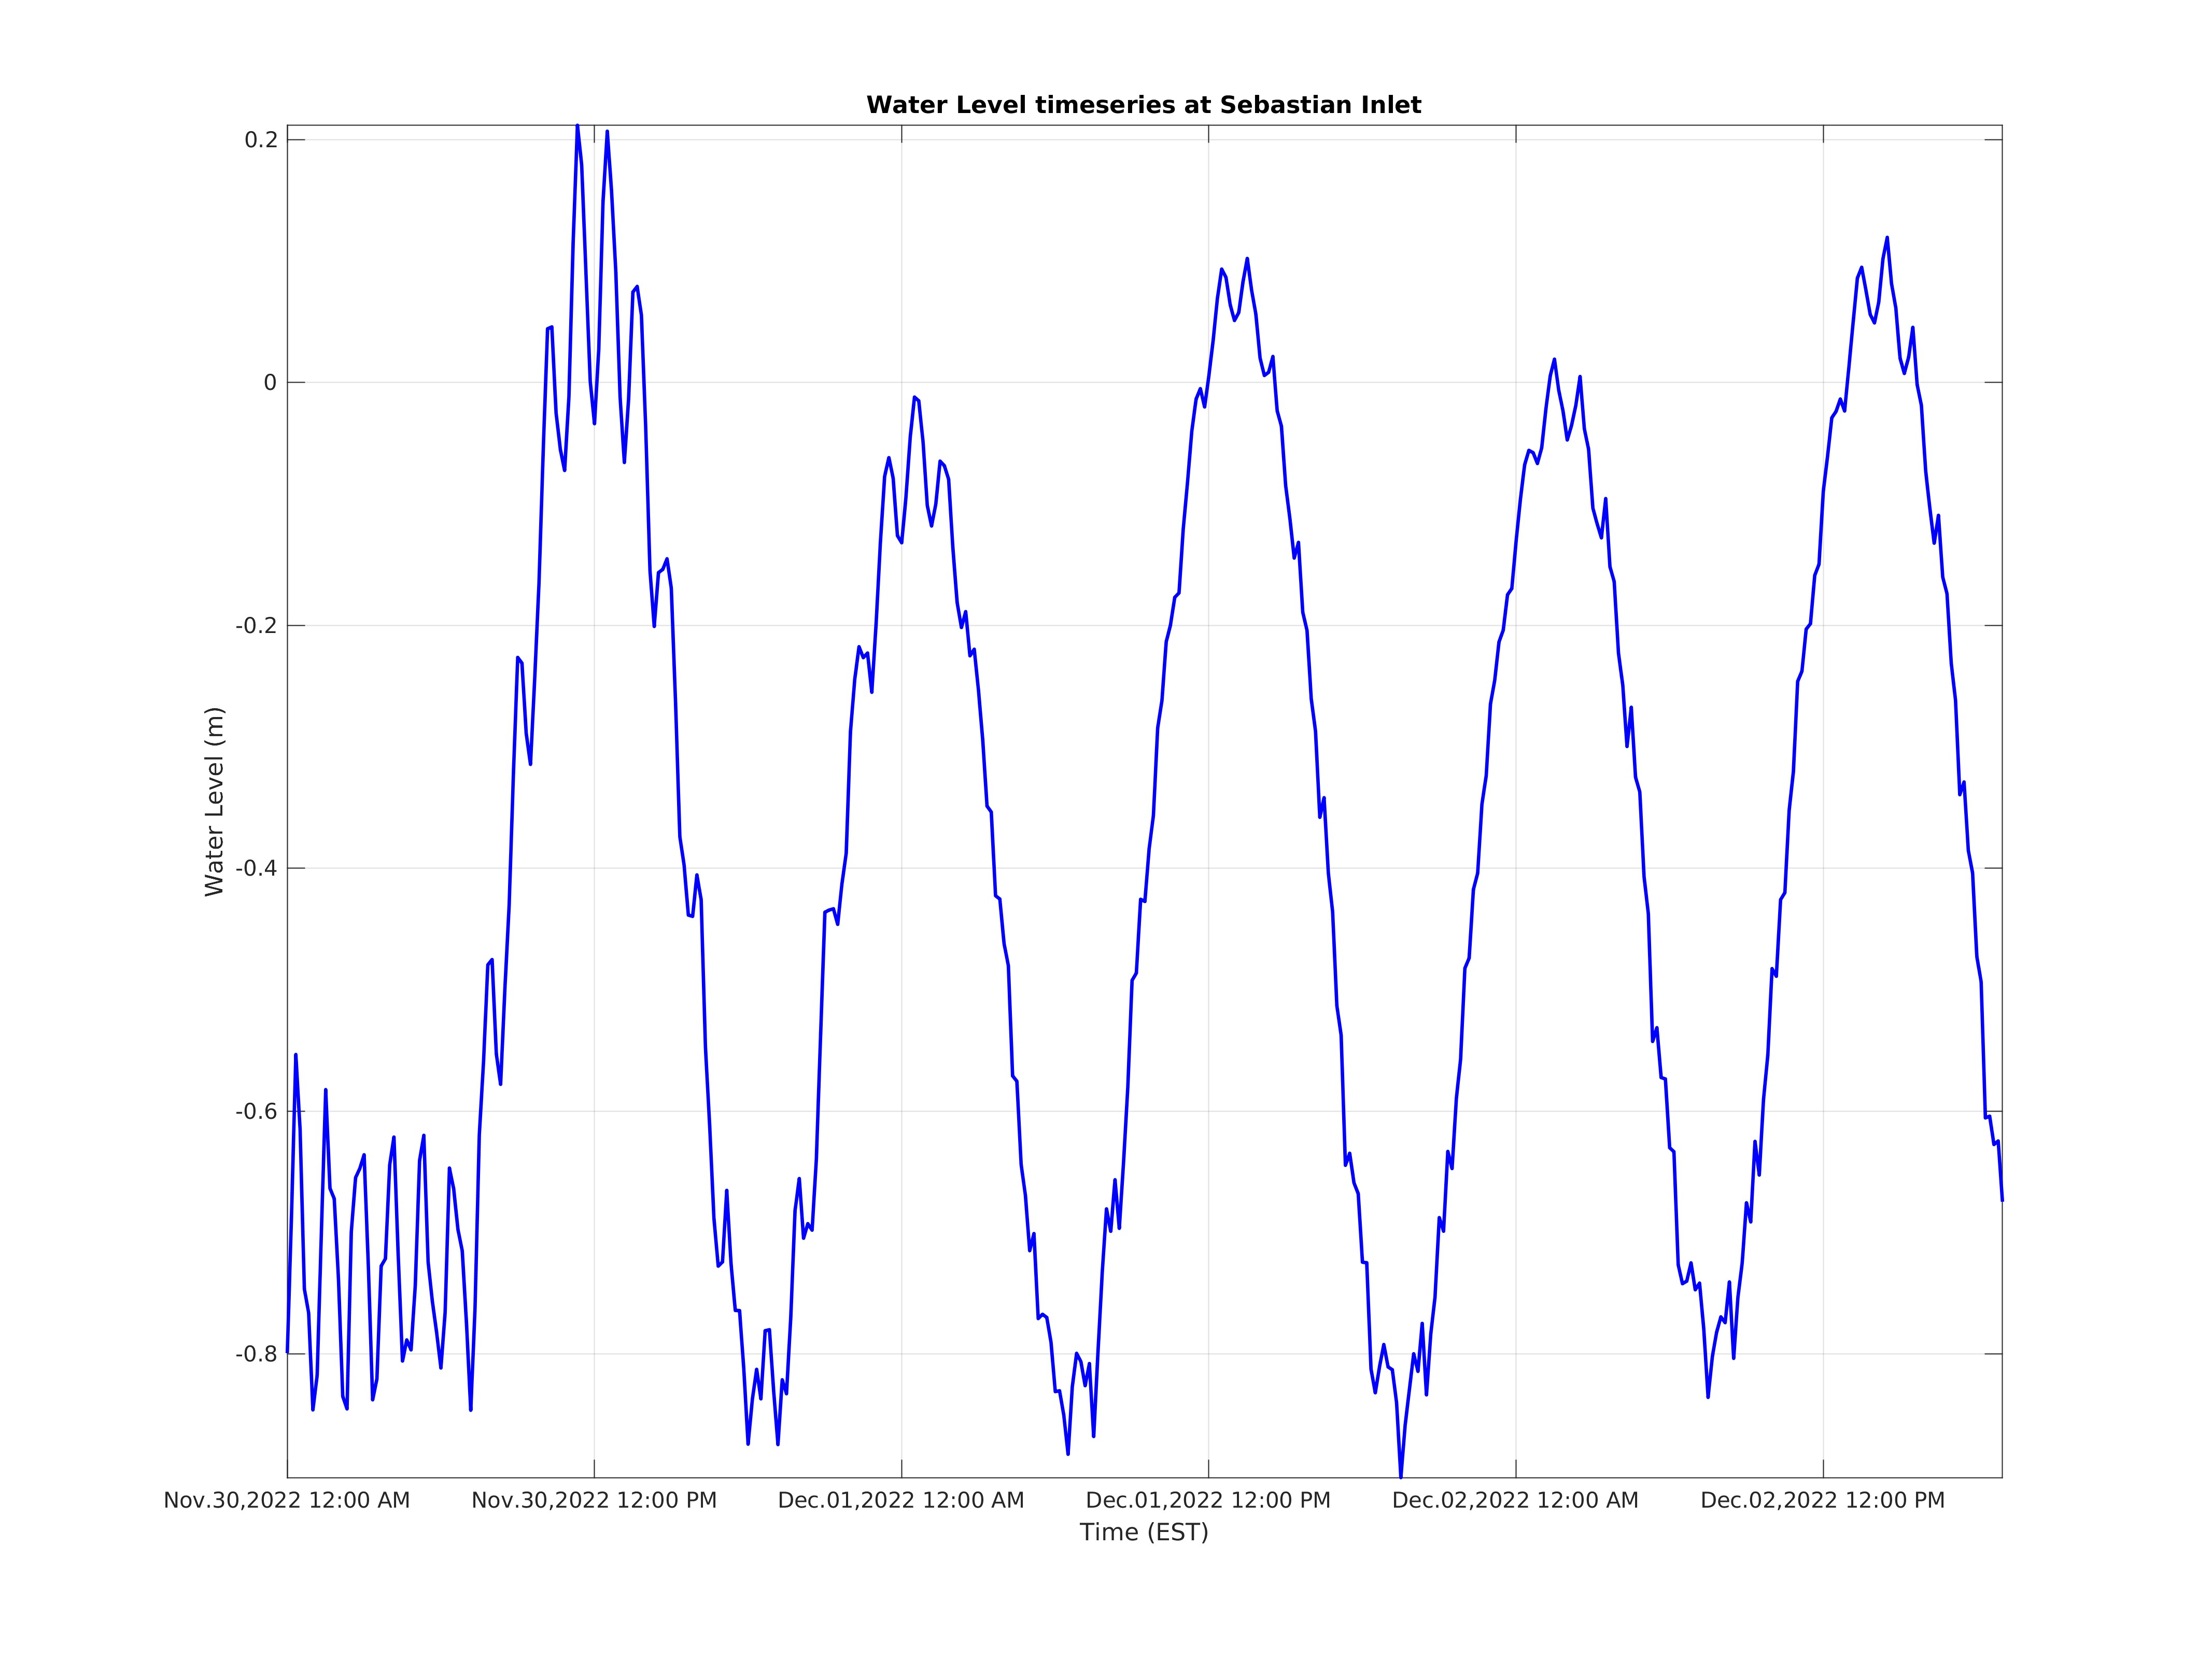 Water Level timeseries at Sebastian Inlet
0.2
0
-0.2
-0.4
-0.6
-0.8
Water Level (m)
Nov.30,2022 12:00 AM
Nov.30,2022 12:00 PM
Dec.01,2022 12:00 AM
Dec.01,2022 12:00 PM
Dec.02,2022 12:00 AM
Dec.02,2022 12:00 PM
Time (EST)